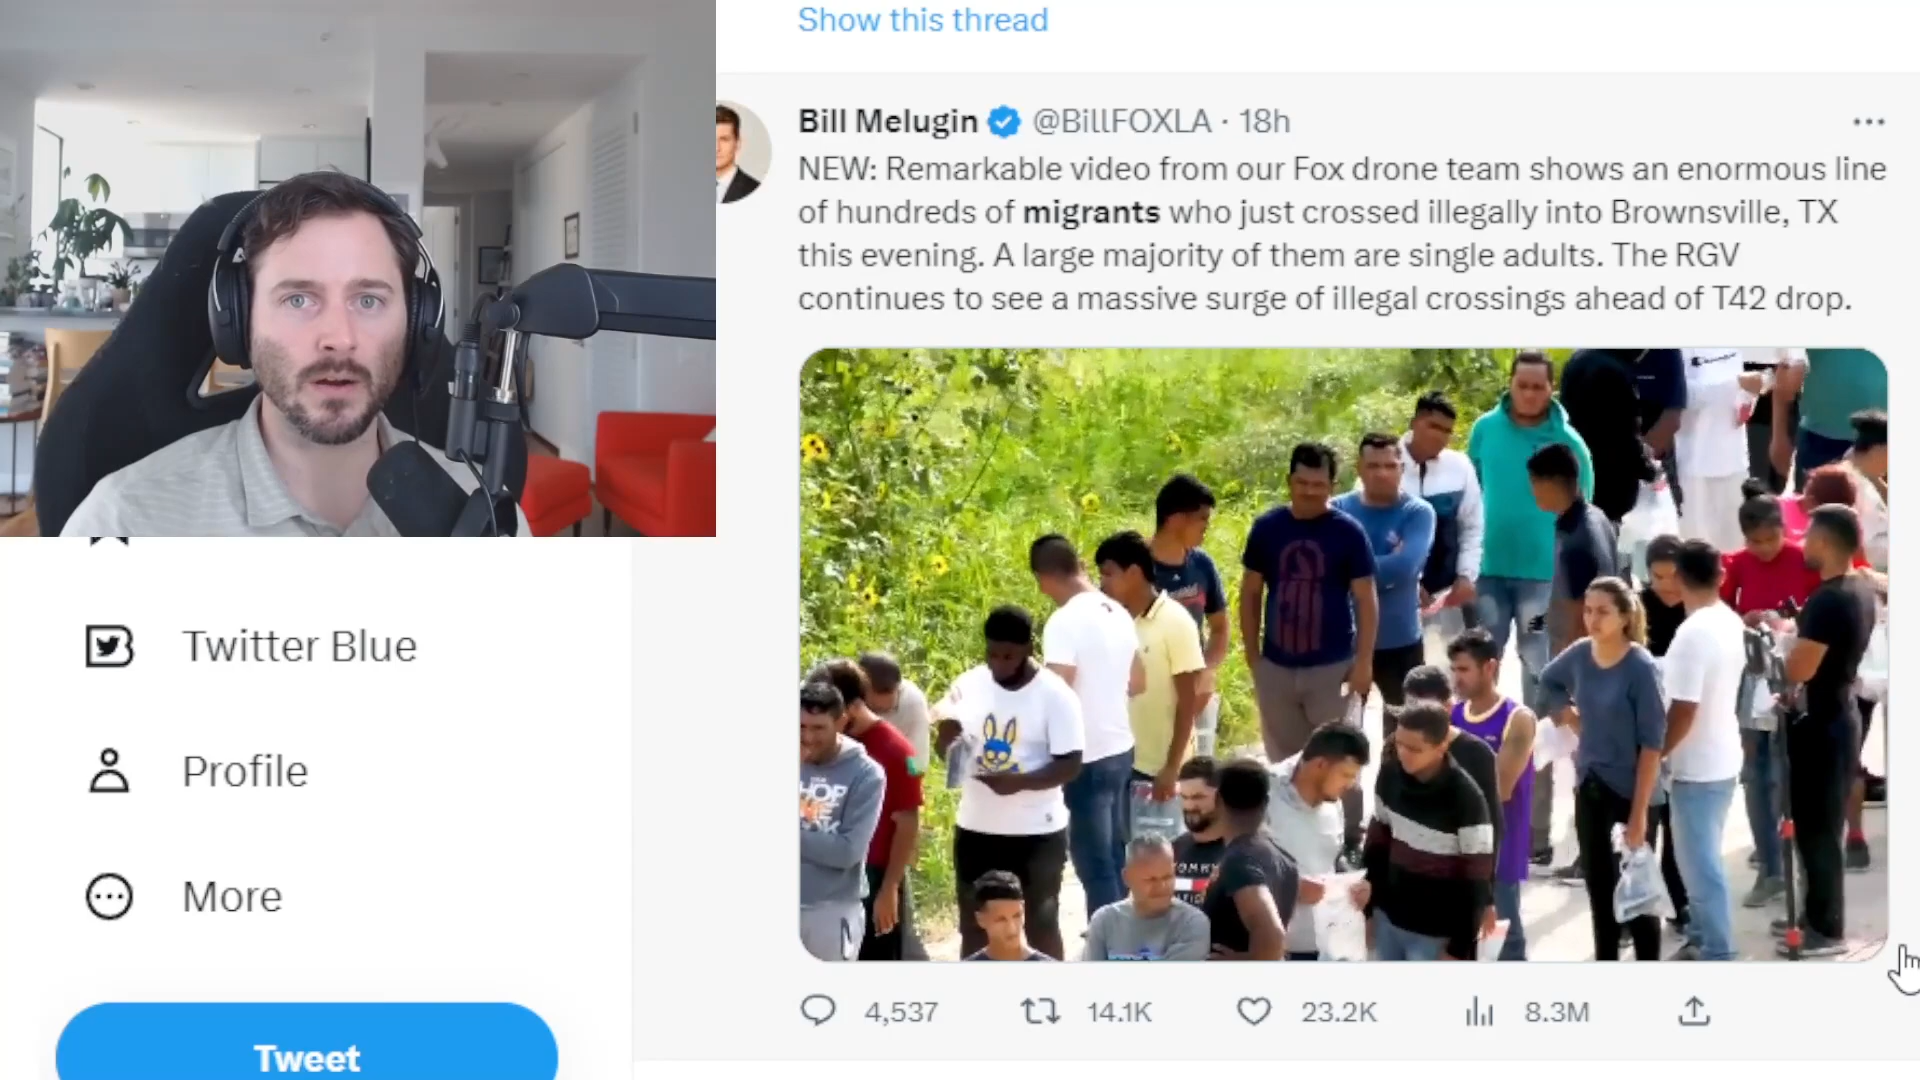 Show this thread
Bill Melugin @BillFOXLA · 18h
NEW: Remarkable video from our Fox drone team shows an enormous line
of hundreds of migrants who just crossed illegally into Brownsville, TX
this evening. A large majority of them are single adults. The RGV
continues to see a massive surge of illegal crossings ahead of T42 drop.
4,537 14.1K 23.2K 8.3M
Twitter Blue
Profile
More
Tweet